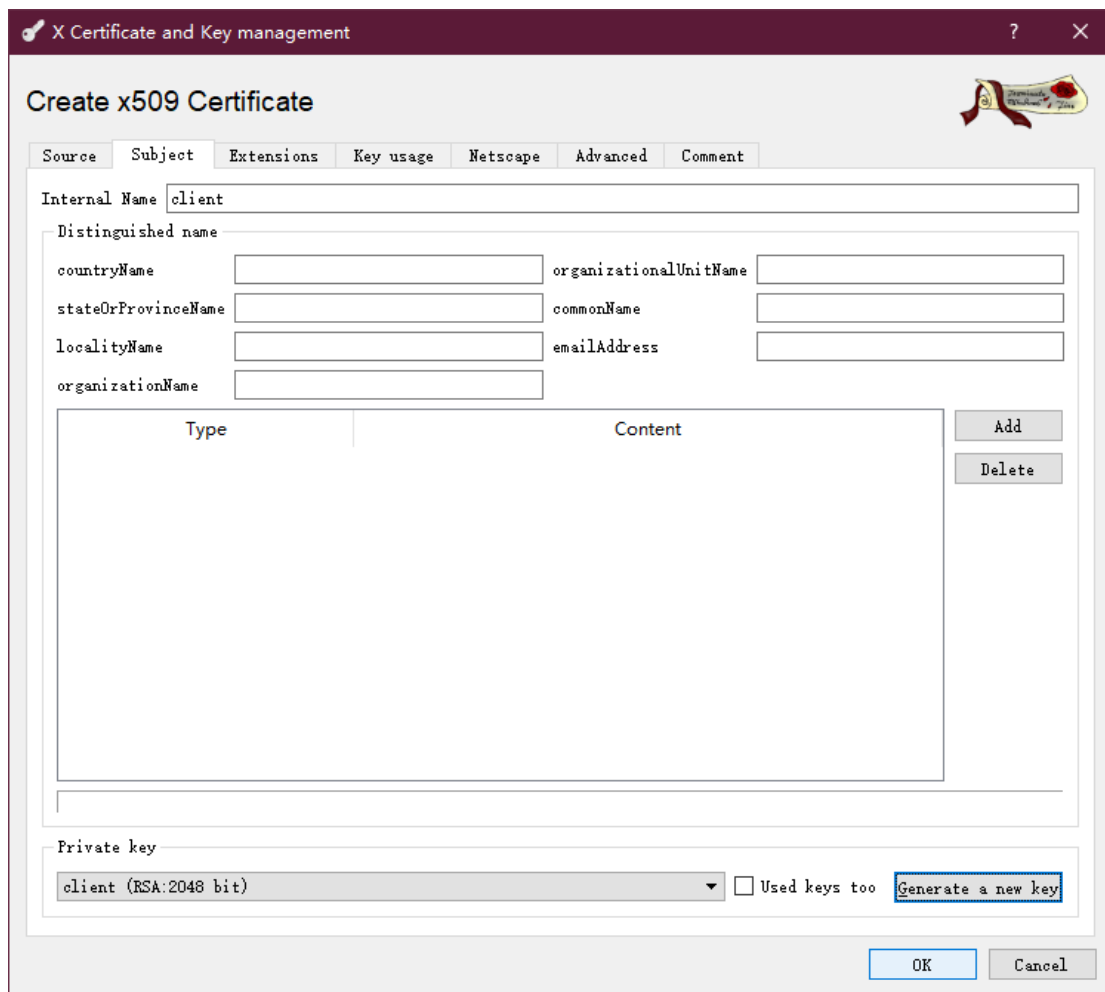 X Certificate and Key management
Create x509 Certificate
Source Subject Extensions Key usage Netscape Advanced Comment
Internal Name client
Distinguished name
countryName organizationalUnitName
stateOrProvinceName commonName
localityName emailAddress
organizationName
Type Content Add
Delete
Private key
client (RSA:2048 bit) Used keys too Generate a new key
OK Cancel